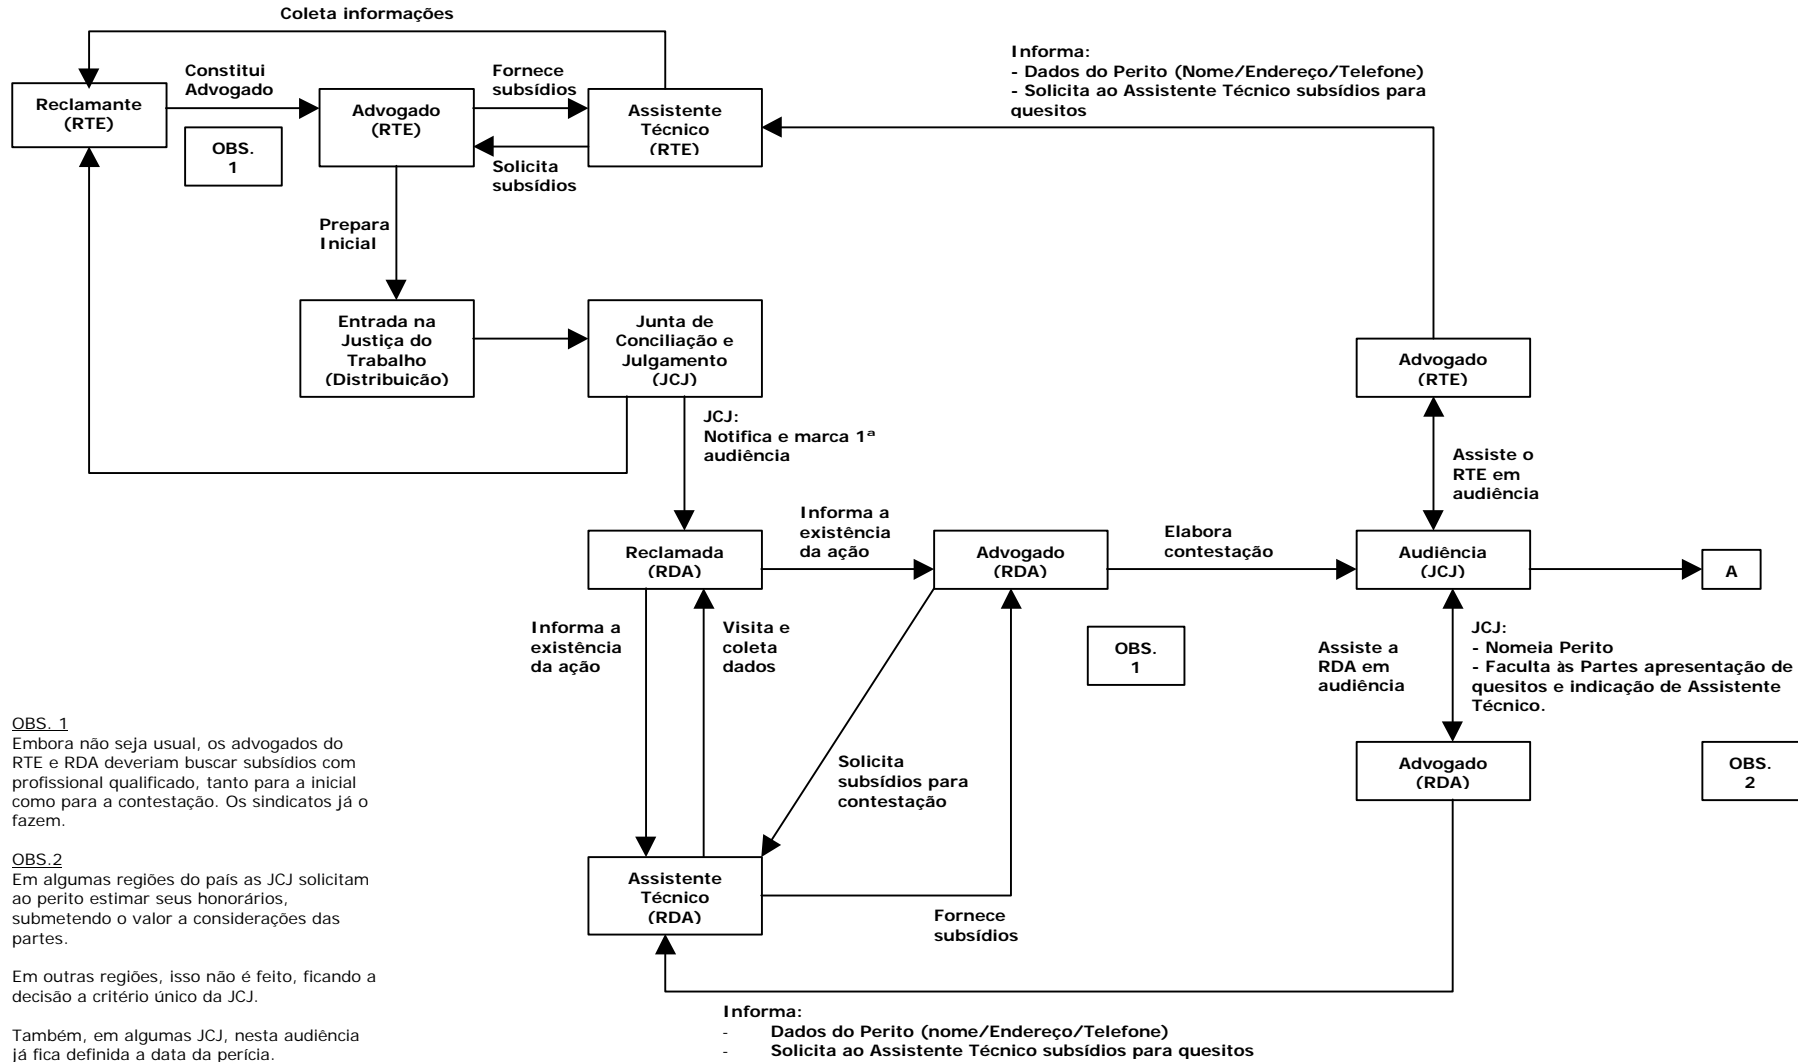 Coleta informações
Informa:
- Dados do Perito (Nome/Endereço/Telefone)
- Solicita ao Assistente Técnico subsídios para
quesitos
Constitui
Advogado
Fornece
subsídios
Reclamante
(RTE)
Advogado
(RTE)
Assistente
Técnico
(RTE)
OBS.
1
Solicita
subsídios
Prepara
Inicial
Entrada na
Justiça do
Trabalho
(Distribuição)
Junta de
Conciliação e
Julgamento
(JCJ)
Advogado
(RTE)
JCJ:
Notifica e marca 1ª
audiência
Assiste o
RTE em
audiência
Informa a
existência
da ação
Elabora
contestação
Reclamada
(RDA)
Advogado
(RDA)
Audiência
(JCJ)
A
Informa a
existência
da ação
Visita e
coleta
dados
OBS.
1
Assiste a
RDA em
audiência
JCJ:
- Nomeia Perito
- Faculta às Partes apresentação de
quesitos e indicação de Assistente
Técnico.
Solicita
subsídios para
contestação
Advogado
(RDA)
OBS.
2
Assistente
Técnico
(RDA)
Fornece
subsídios
OBS. 1
Embora não seja usual, os advogados do
RTE e RDA deveriam buscar subsídios com
profissional qualificado, tanto para a inicial
como para a contestação. Os sindicatos já o
fazem.
OBS.2
Em algumas regiões do país as JCJ solicitam
ao perito estimar seus honorários,
submetendo o valor a considerações das
partes.
Em outras regiões, isso não é feito, ficando a
decisão a critério único da JCJ.
Também, em algumas JCJ, nesta audiência
já fica definida a data da perícia.
Informa:
- Dados do Perito (nome/Endereço/Telefone)
- Solicita ao Assistente Técnico subsídios para quesitos